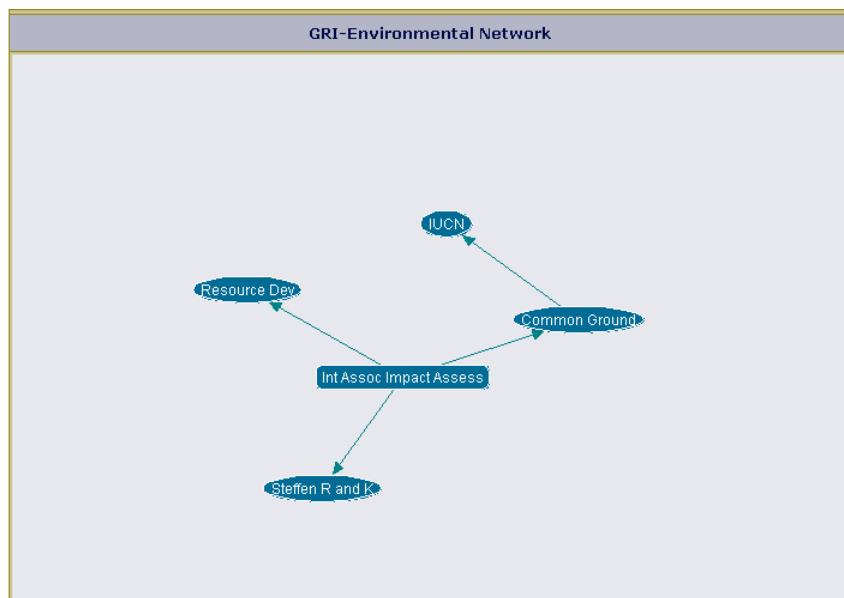 GRI-Environmental Network
IUCN
Resource Dev
Common Ground
Int Assoc Impact Assess
Steffen R and K